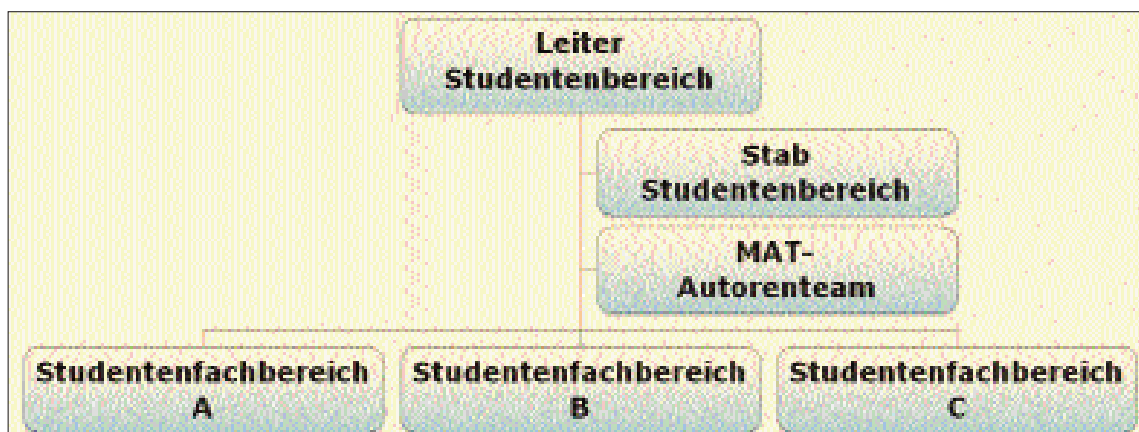 Leiter
Studentenbereich
Stab
Studentenbereich
MAT-
Autorenteam
Studentenfachbereich
A
Studentenfachbereich
B
Studentenfachbereich
C